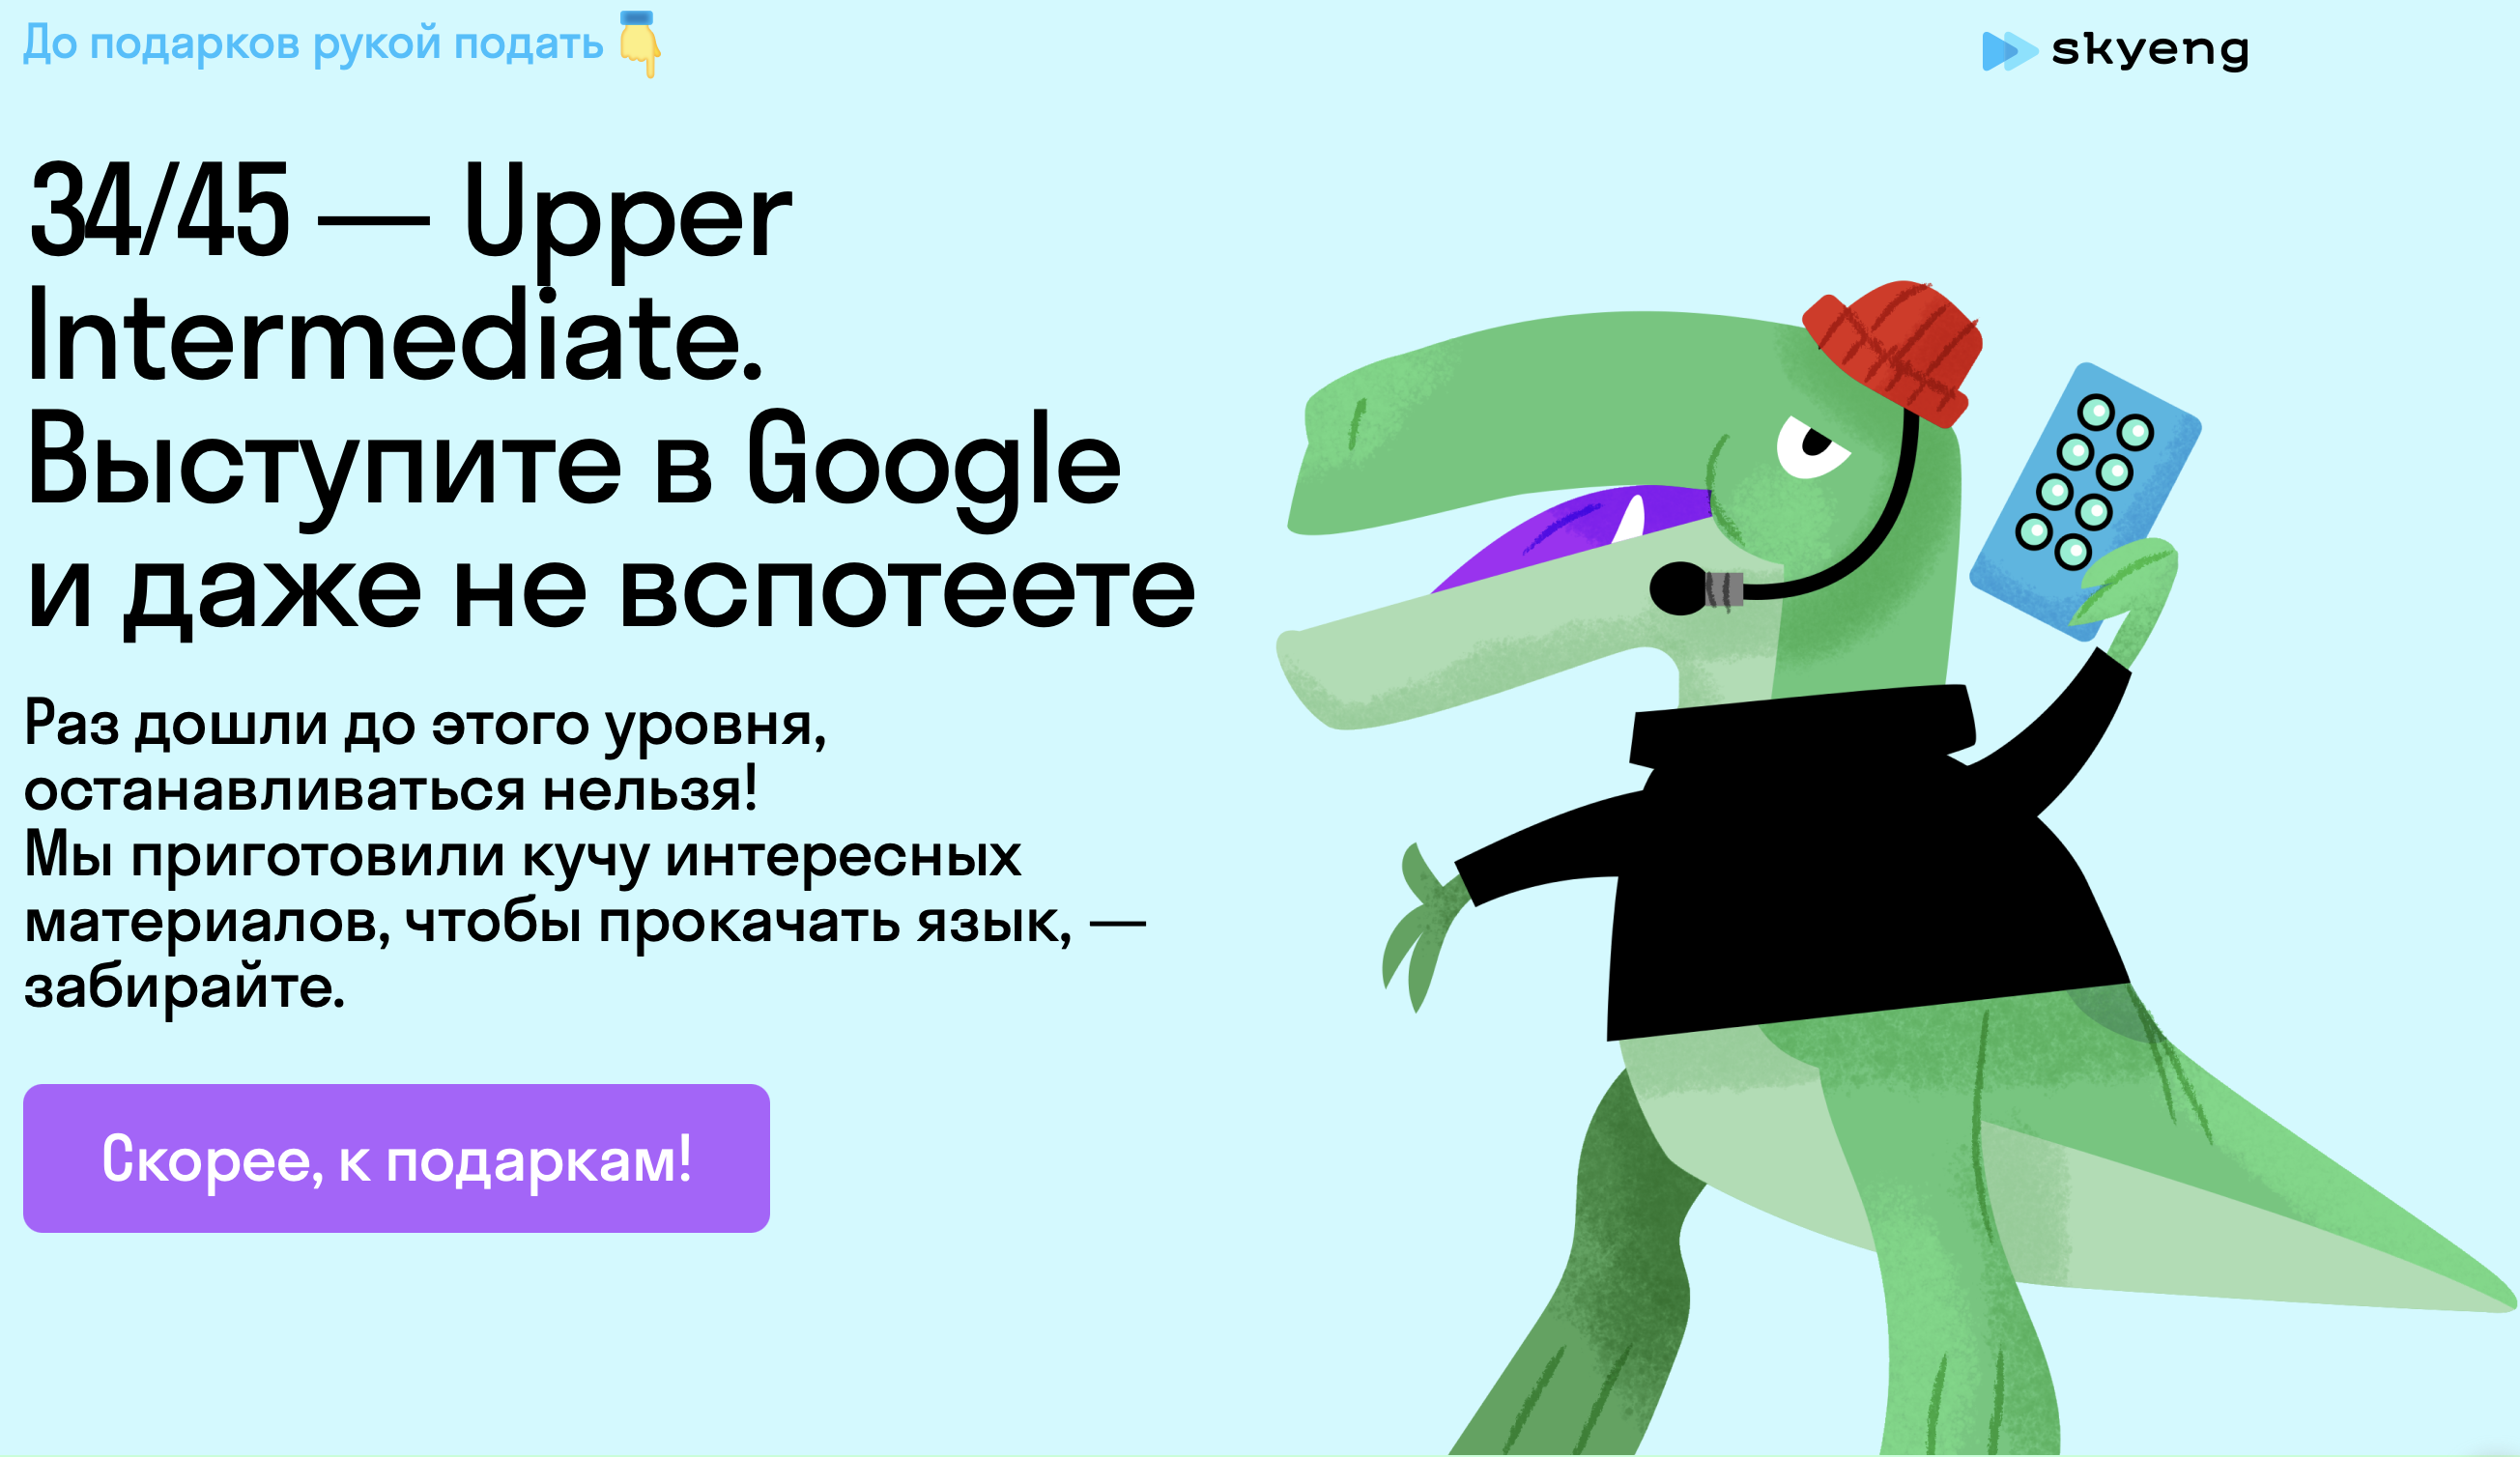 До подарков рукой подать
skyeng
34/45 — Upper
Intermediate.
Выступите в Google
и даже не вспотеете
Раз дошли до этого уровня,
останавливаться нельзя!
Мы приготовили кучу интересных
материалов, чтобы прокачать язык, —
забирайте.
Скорее, к подаркам!